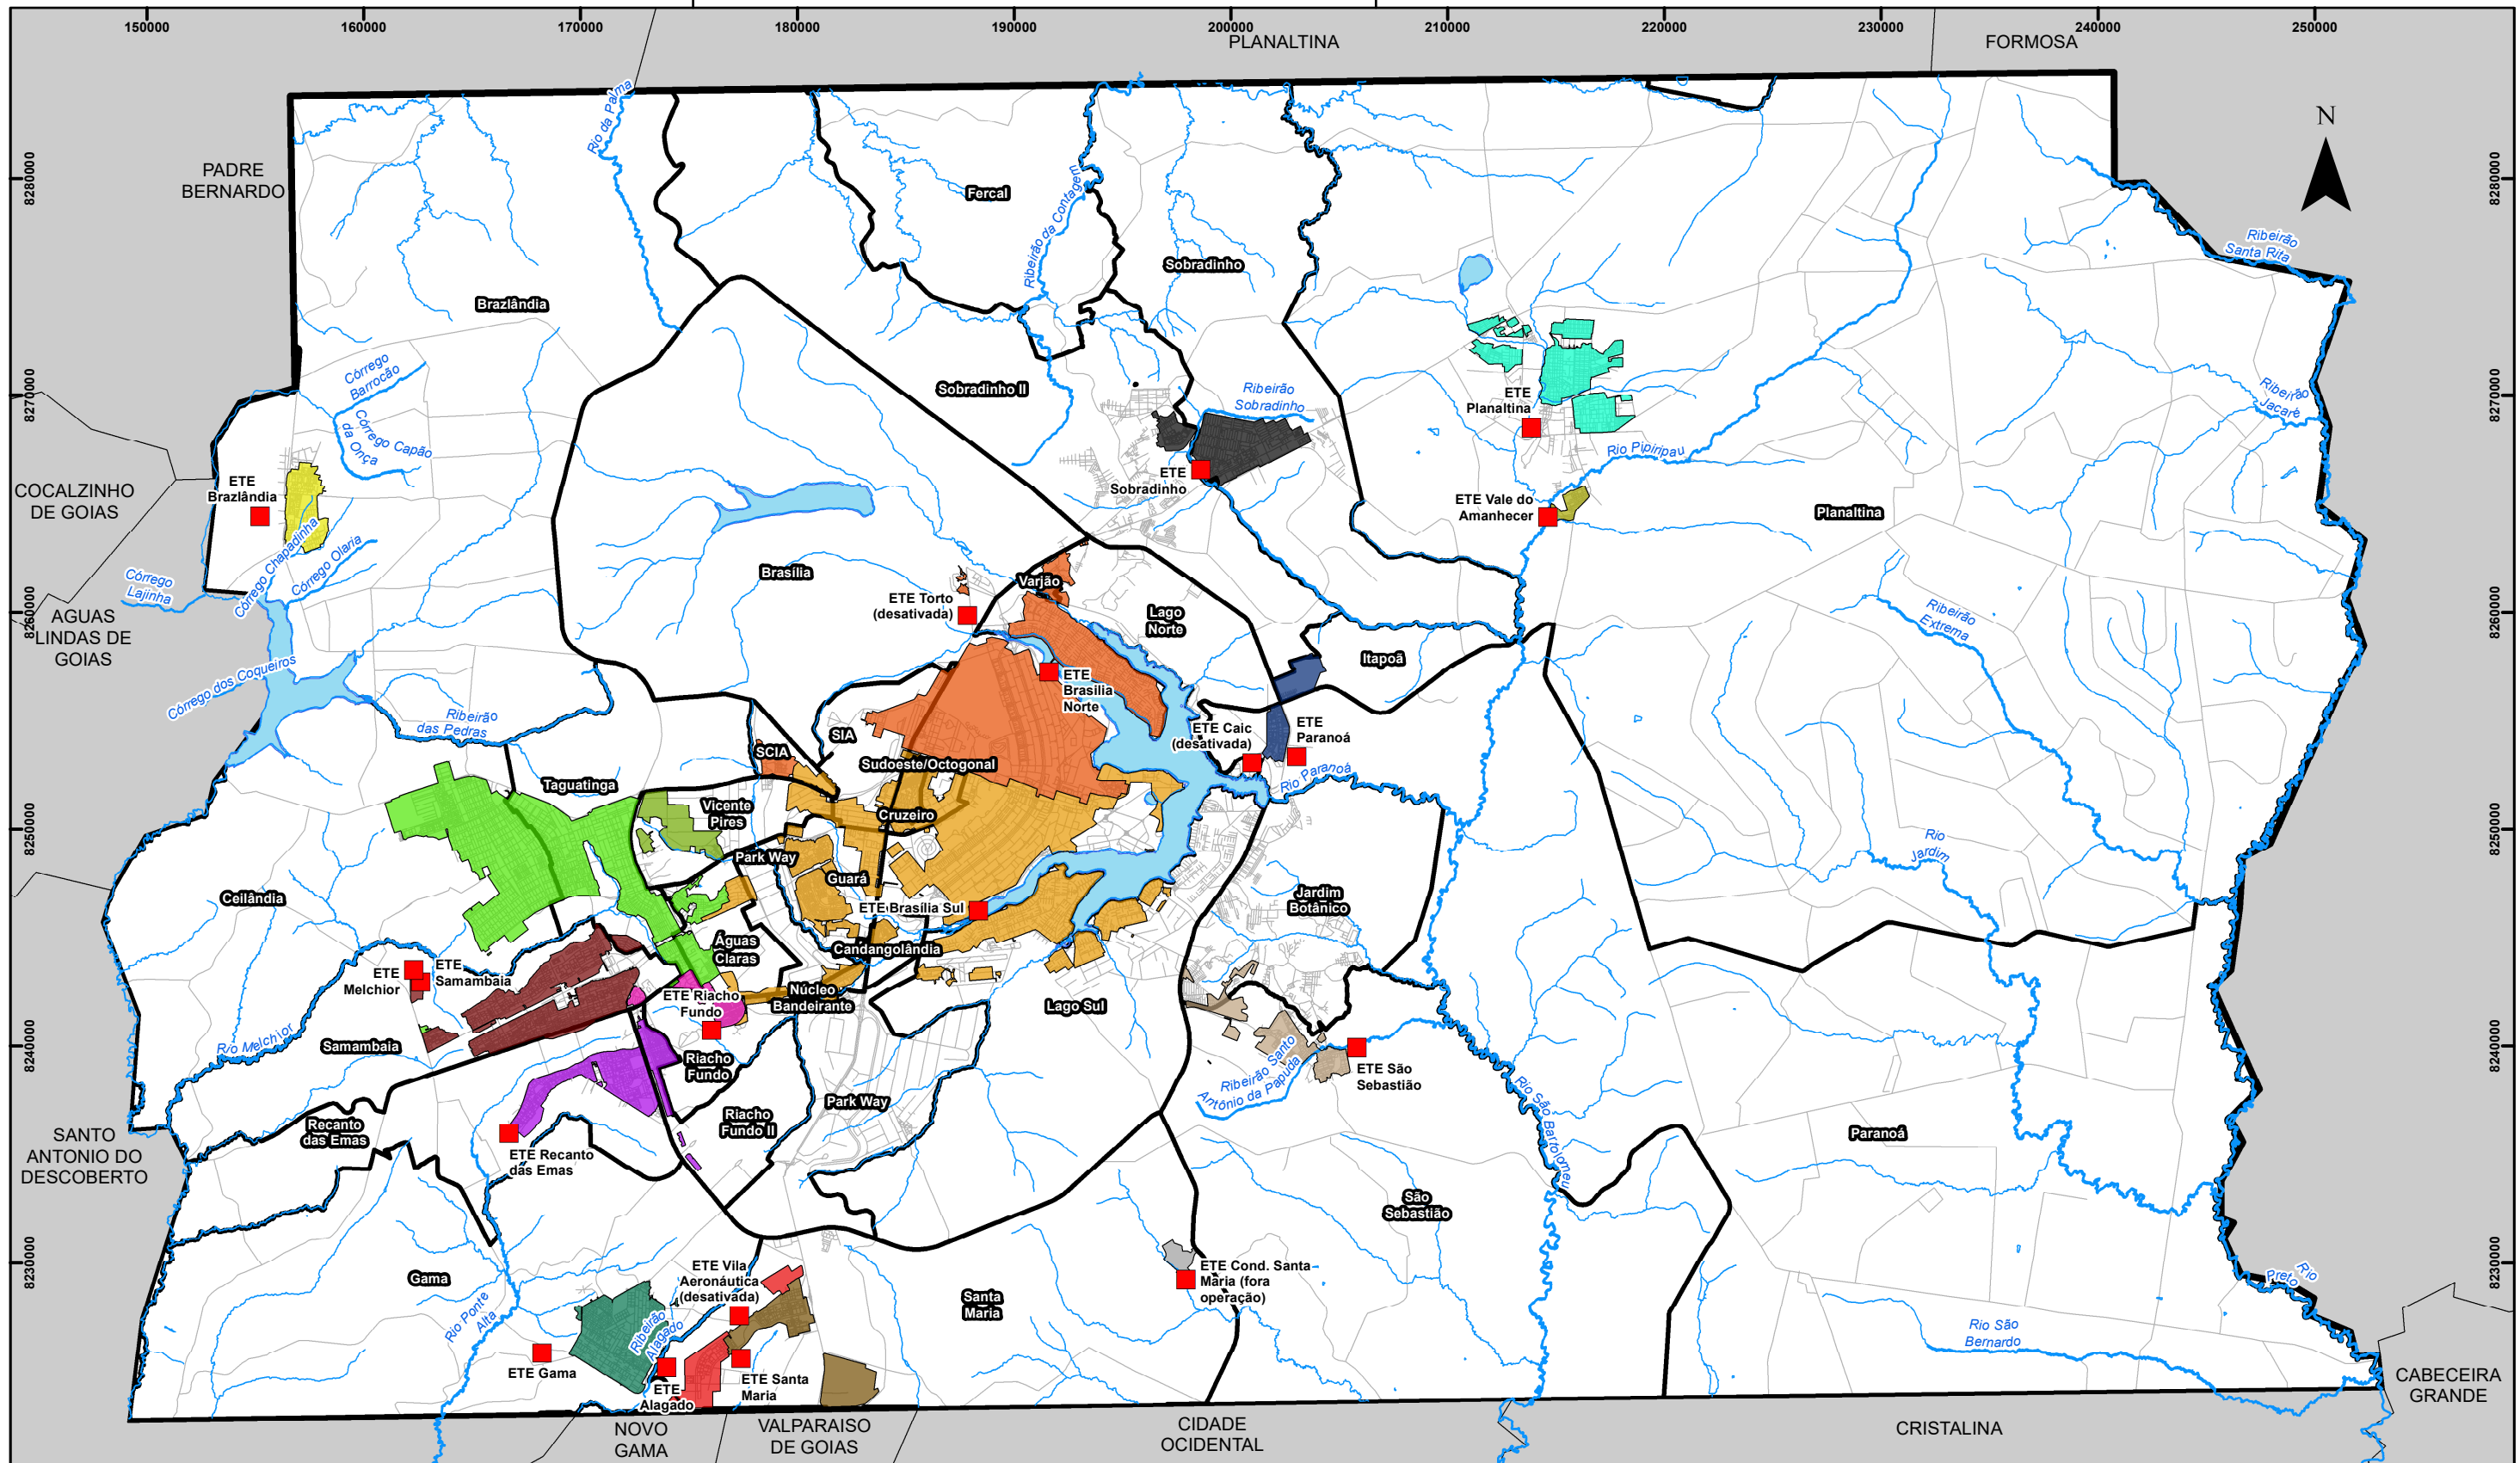 150000
160000
170000
180000
190000
200000
210000
220000
230000
240000
250000
PLANALTINA
FORMOSA
N
8280000
8270000
8260000
8250000
8240000
8230000
8280000
8270000
8260000
8250000
8240000
8230000
PADRE
BERNARDO
COCALZINHO
DE GOIAS
AGUAS
LINDAS DE
GOIAS
SANTO
ANTONIO DO
DESCOBERTO
NOVO
GAMA
VALPARAISO
DE GOIAS
CIDADE
OCIDENTAL
CRISTALINA
CABECEIRA
GRANDE
Rio da Palma
Fercal
Ribeirão da Contagem
Sobradinho
Ribeirão
Santa Rita
Brazlândia
Córrego
Barrocão
Córrego Capão
da Onça
Sobradinho II
Ribeirão
Sobradinho
ETE
Planaltina
Ribeirão
Jacaré
ETE
Brazlândia
ETE
Sobradinho
Rio Pipiripau
ETE Vale do
Amanhecer
Planaltina
Córrego Chapadinha
Córrego Olaria
Córrego
Lajinha
Brasília
Varjão
ETE Torto
(desativada)
Lago
Norte
Ribeirão
Extrema
Itapoã
Córrego dos Coqueiros
ETE
Brasilia
Norte
Ribeirão
das Pedras
SCIA
SIA
Sudoeste/Octogonal
ETE Caic
(desativada)
ETE
Paranoá
Rio Paranoá
Taguatinga
Vicente
Pires
Cruzeiro
Park Way
Guará
Rio
Jardim
Ceilândia
ETE Brasilia Sul
Jardim
Botânico
Águas
Claras
Candangolândia
ETE
Melchior
ETE
Samambaia
ETE Riacho
Fundo
Núcleo
Bandeirante
Lago Sul
Rio Melchior
Samambaia
Riacho
Fundo
Ribeirão Santo
Antônio da Papuda
ETE São
Sebastião
Park Way
Riacho
Fundo II
Recanto
das Emas
ETE Recanto
das Emas
Rio São Bartolomeu
Paranoá
São
Sebastião
Gama
Rio Ponte
Alta
ETE Vila
Aeronáutica
(desativada)
Santa
Maria
ETE Cond. Santa
Maria (fora
operação)
Rio
Preto
Rio São
Bernardo
Ribeirão
Alagado
ETE Gama
ETE
Alagado
ETE Santa
Maria